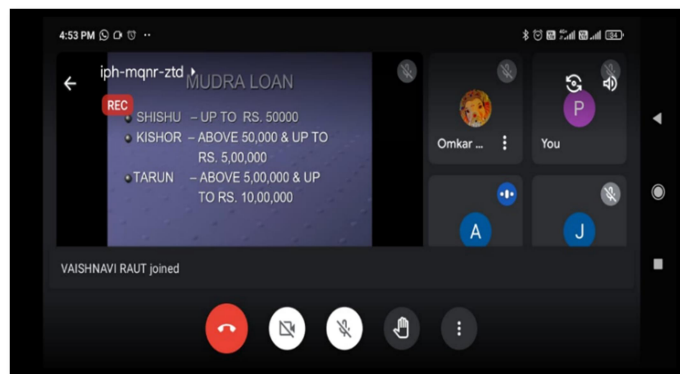 4:53 PM
84
iph-mqnr-ztd
MUDRA LOAN
REC
SHISHU – UP TO RS. 50000
KISHOR – ABOVE 50,000 & UP TO
RS. 5,00,000
TARUN – ABOVE 5,00,000 & UP
TO RS. 10,00,000
Omkar ...
P
You
A
J
VAISHNAVI RAUT joined